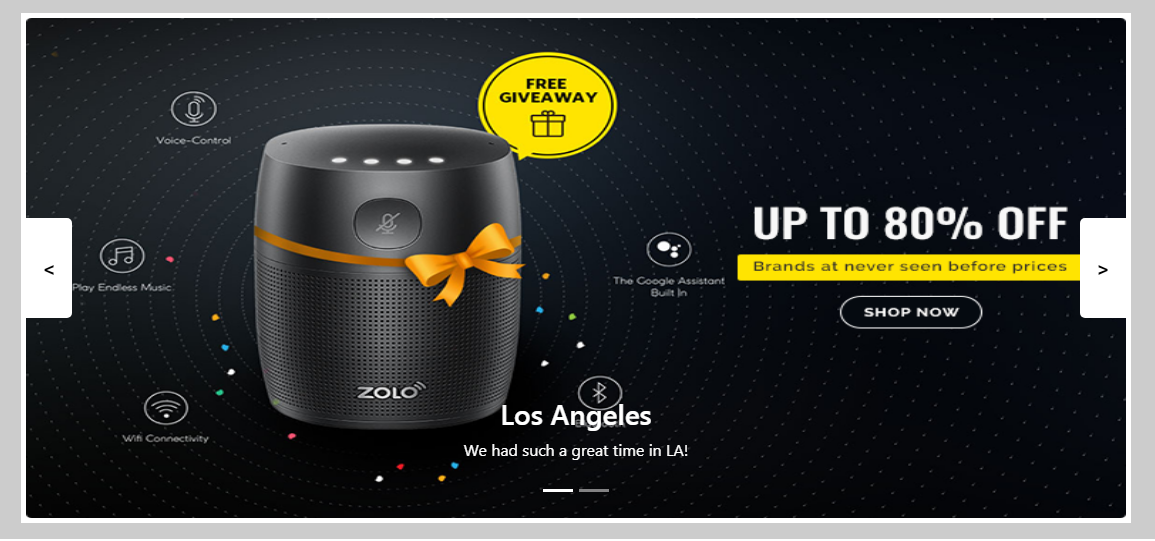 FREE
GIVEAWAY
Voice-Control
UP TO 80% OFF
Brands at never seen before prices
SHOP NOW
<
>
Play Endless Music
The Google Assistant
Built In
ZOLO
Wifi Connectivity
Los Angeles
We had such a great time in LA!